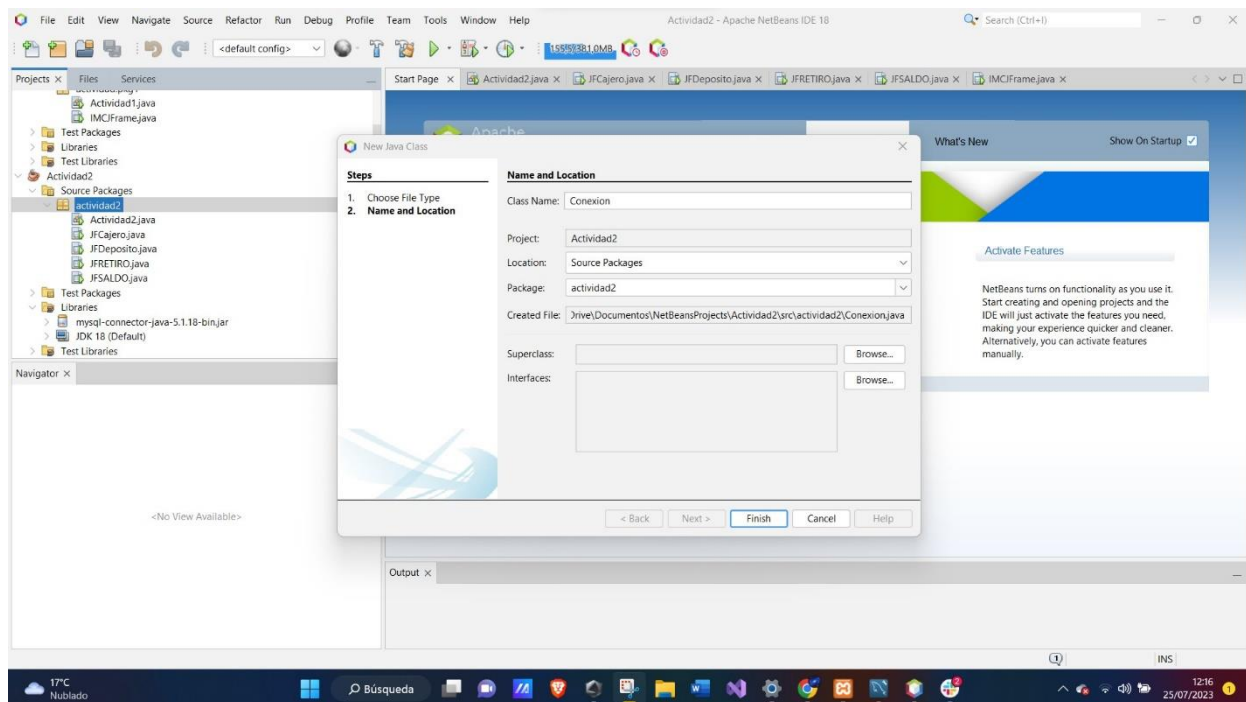 File Edit View Navigate Source Refactor Run Debug Profile Team Tools Window Help
Actividad2 - Apache NetBeans IDE 18
Search (Ctrl+I)
<default config>
Projects Files Services
Start Page Actividad2.java JFCajero.java JFDeposito.java JFRETIRO.java JFSALDO.java IMCJFrame.java
Actividad1.java
IMCJFrame.java
Test Packages
Libraries
Test Libraries
Actividad2
Source Packages
actividad2
Actividad2.java
JFCajero.java
JFDeposito.java
JFRETIRO.java
JFSALDO.java
Test Packages
Libraries
mysql-connector-java-5.1.18-bin.jar
JDK 18 (Default)
Test Libraries
Navigator
<No View Available>
Apache
What's New
Show On Startup
New Java Class
Steps
1. Choose File Type
2. Name and Location
Name and Location
Class Name: Conexion
Project: Actividad2
Location: Source Packages
Package: actividad2
Created File: Drive\Documentos\NetBeansProjects\Actividad2\src\actividad2\Conexion.java
Superclass:
Browse...
Interfaces:
Browse...
< Back Next > Finish Cancel Help
Activate Features
NetBeans turns on functionality as you use it.
Start creating and opening projects and the
IDE will just activate the features you need,
making your experience quicker and cleaner.
Alternatively, you can activate features
manually.
Output
1
INS
17°C
Nublado
Búsqueda
2
12:16
25/07/2023
1